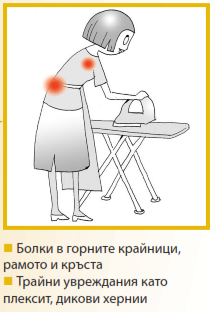 Болки в горните крайници,
рамото и кръста
Трайни увреждания като
плексит, дикови хернии